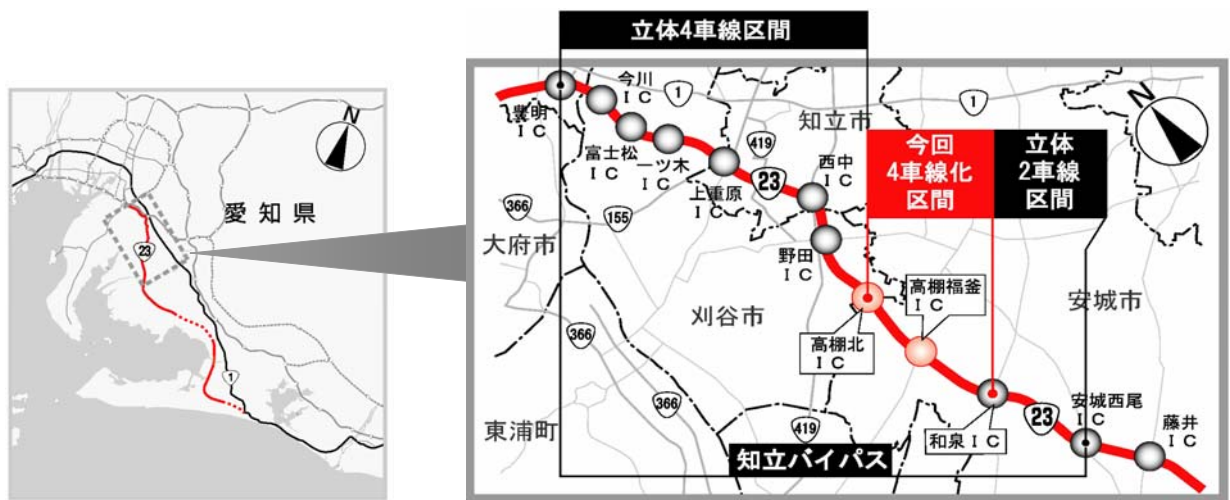 N
愛知県
23
1
立体4車線区間
豊明
ＩＣ
今川
ＩＣ
富士松
ＩＣ
一ツ木
ＩＣ
上重原
ＩＣ
1
419
知立市
23
西中
ＩＣ
今回
4車線化
区間
立体
2車線
区間
1
N
366
155
大府市
野田
ＩＣ
刈谷市
高棚北
ＩＣ
高棚福釜
ＩＣ
安城市
366
366
東浦町
419
和泉ＩＣ
23
安城西尾
ＩＣ
藤井
ＩＣ
知立バイパス